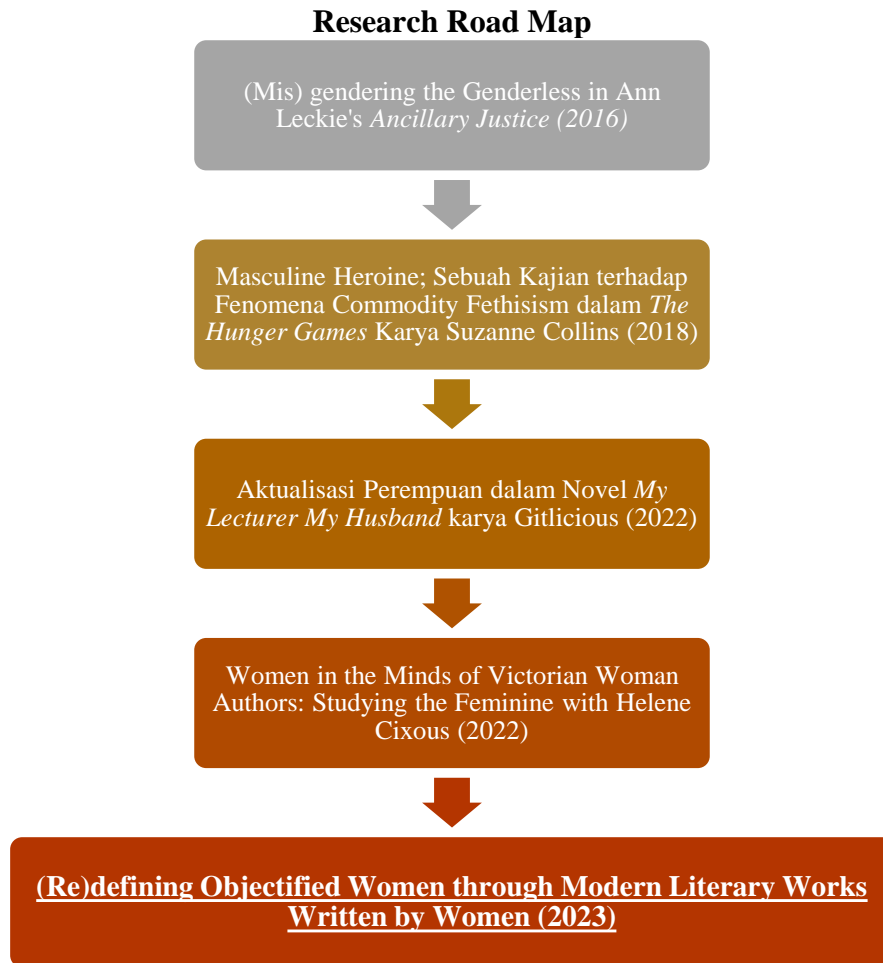 Research Road Map
(Mis) gendering the Genderless in Ann
Leckie's Ancillary Justice (2016)
Masculine Heroine; Sebuah Kajian terhadap
Fenomena Commodity Fethisism dalam The
Hunger Games Karya Suzanne Collins (2018)
Aktualisasi Perempuan dalam Novel My
Lecturer My Husband karya Gitlicious (2022)
Women in the Minds of Victorian Woman
Authors: Studying the Feminine with Helene
Cixous (2022)
(Re)defining Objectified Women through Modern Literary Works
Written by Women (2023)